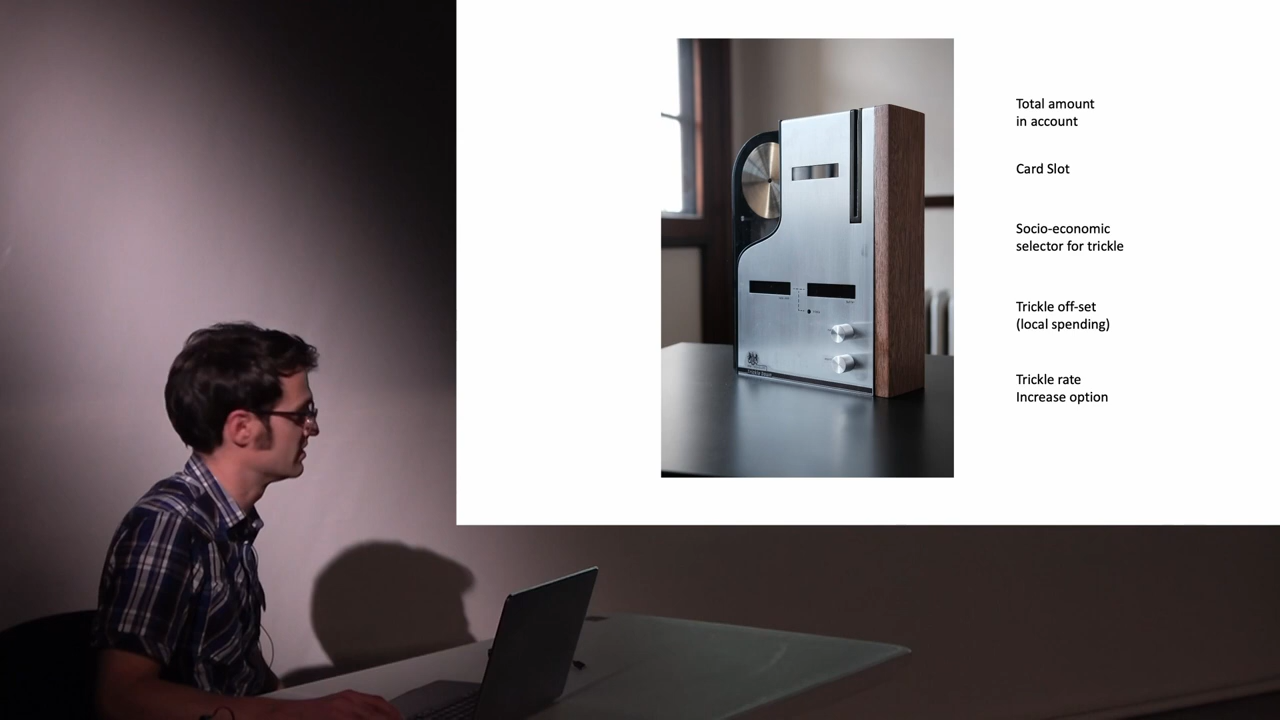 Total amount
in account
Card Slot
Socio-economic
selector for trickle
Trickle off-set
(local spending)
Trickle rate
Increase option